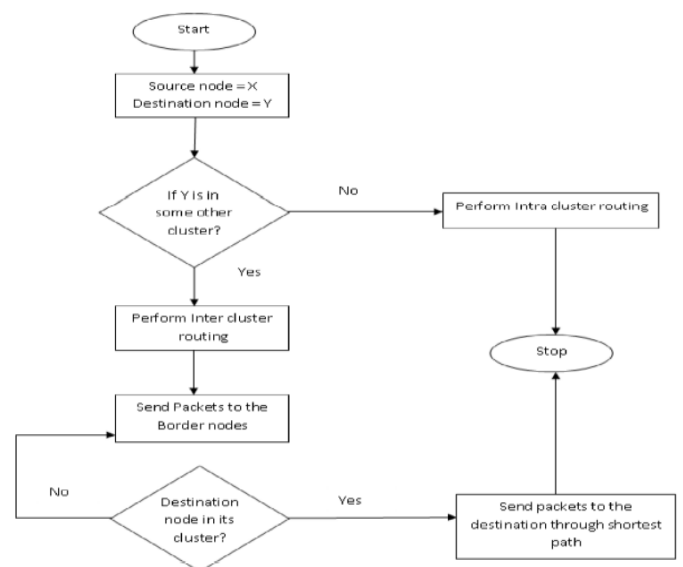 Start
Source node = X
Destination node = Y
If Y is in
some other
cluster?
No
Perform Intra cluster routing
Yes
Perform Inter cluster
routing
Stop
Send Packets to the
Border nodes
No
Destination
node in its
cluster?
Yes
Send packets to the
destination through shortest
path